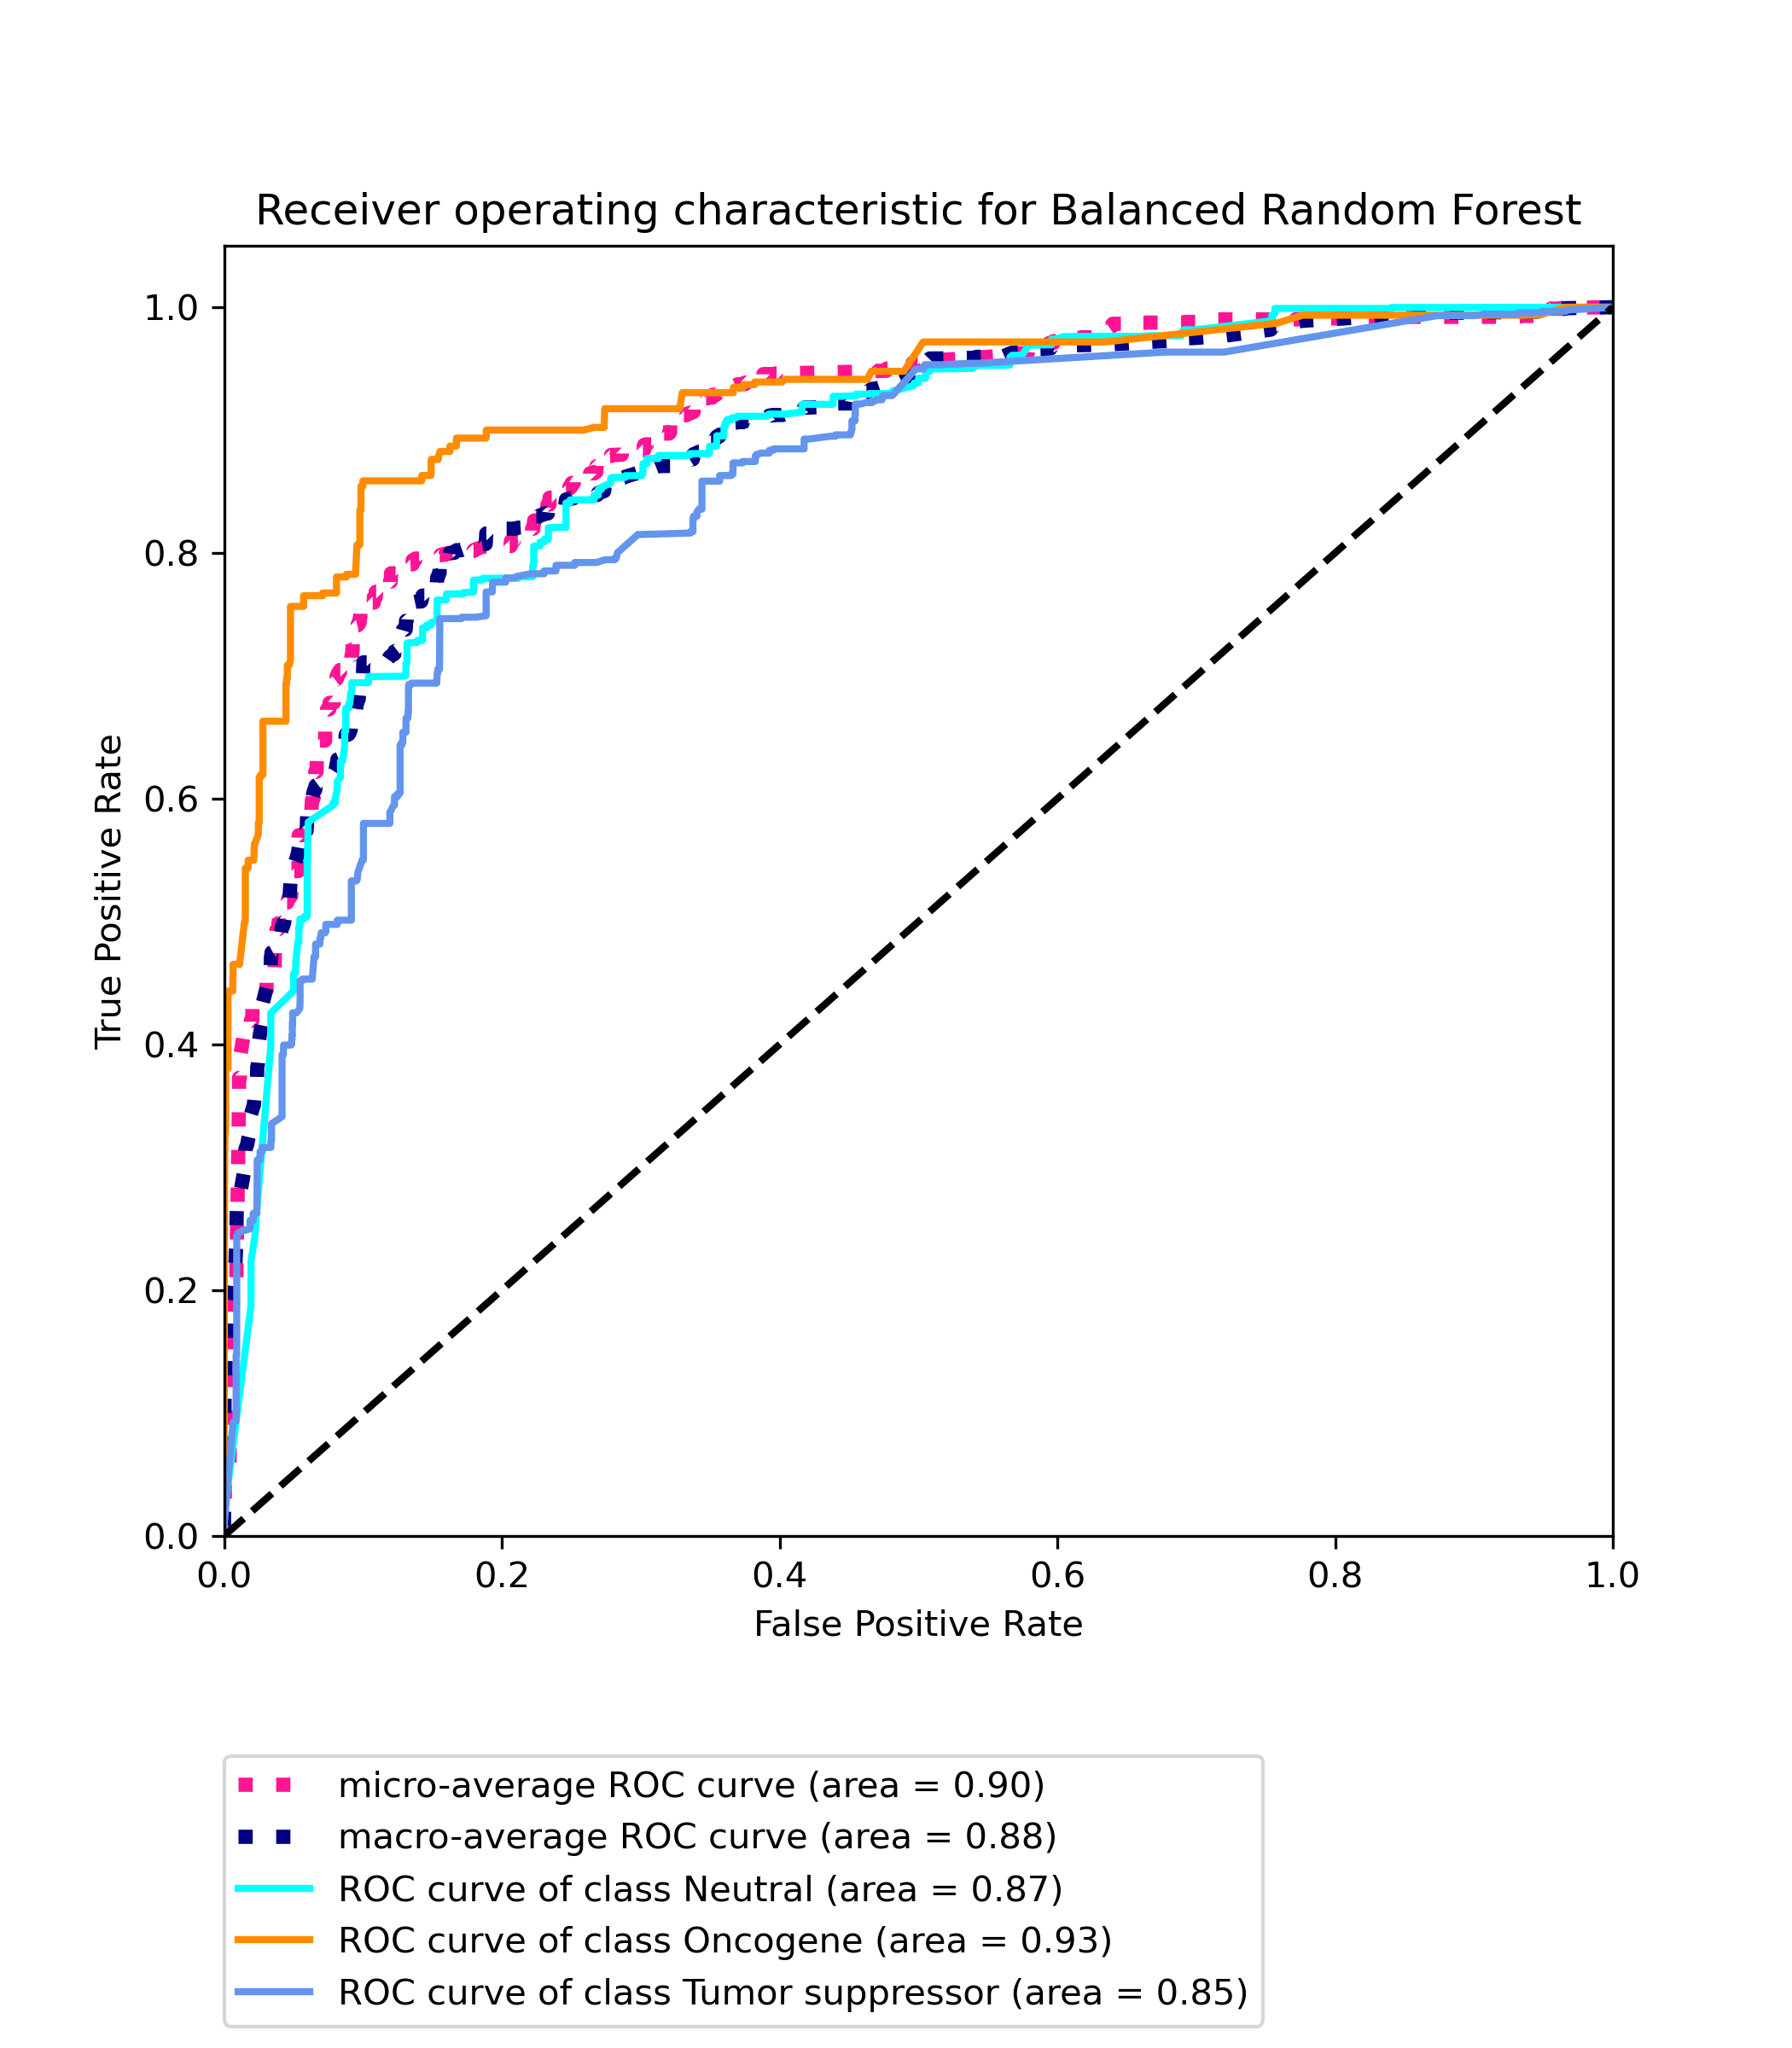 Receiver operating characteristic for Balanced Random Forest
1.0
0.8
0.6
0.4
0.2
0.0
True Positive Rate
0.0 0.2 0.4 0.6 0.8 1.0
False Positive Rate
micro-average ROC curve (area = 0.90)
macro-average ROC curve (area = 0.88)
ROC curve of class Neutral (area = 0.87)
ROC curve of class Oncogene (area = 0.93)
ROC curve of class Tumor suppressor (area = 0.85)